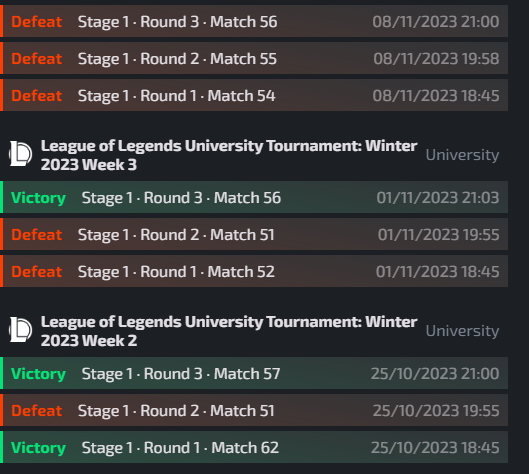 Defeat Stage 1 · Round 3 · Match 56 08/11/2023 21:00
Defeat Stage 1 · Round 2 · Match 55 08/11/2023 19:58
Defeat Stage 1 · Round 1 · Match 54 08/11/2023 18:45
League of Legends University Tournament: Winter
2023 Week 3 University
Victory Stage 1 · Round 3 · Match 56 01/11/2023 21:03
Defeat Stage 1 · Round 2 · Match 51 01/11/2023 19:55
Defeat Stage 1 · Round 1 · Match 52 01/11/2023 18:45
League of Legends University Tournament: Winter
2023 Week 2 University
Victory Stage 1 · Round 3 · Match 57 25/10/2023 21:00
Defeat Stage 1 · Round 2 · Match 51 25/10/2023 19:55
Victory Stage 1 · Round 1 · Match 62 25/10/2023 18:45